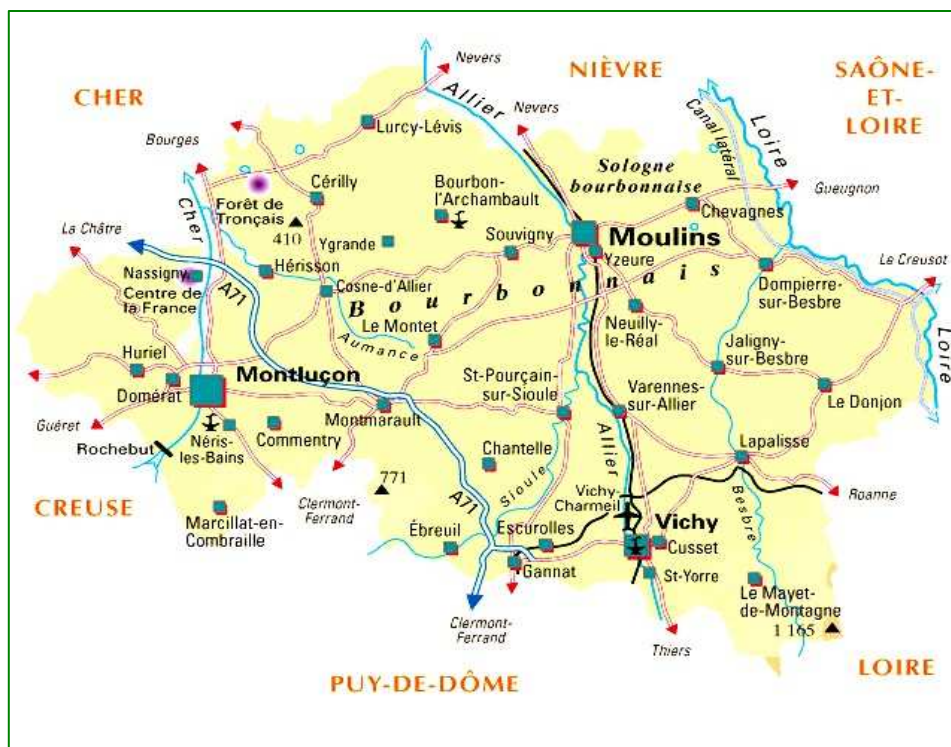 Nevers
NIÈVRE
SAÔNE-
ET-
LOIRE
CHER
Allier
Nevers
Canal latéral
Loire
Lurcy-Lévis
Bourges
Sologne
bourbonnaise
Gueugnon
Cérilly
Bourbon-
l'Archambault
Chevagnes
Forêt de
Tronçais
410
Cher
La Châtre
Ygrande
Souvigny
Moulins
Yzeure
Nassigny
Centre de
la France
A71
Hérisson
Cosne-d'Allier
Bourbonnais
Le Creusot
Dompierre-
sur-Besbre
Le Montet
Aumance
Neuilly-
le-Réal
Jaligny-
sur-Besbre
Loire
Huriel
Montluçon
Domérat
St-Pourçain-
sur-Sioule
Varennes-
sur-Allier
Le Donjon
Guéret
Rochebut
Néris-
les-Bains
Commentry
Montmarault
Chantelle
Allier
Lapalisse
771
A71
Sioule
Vichy-
Charmeil
Besbre
Roanne
CREUSE
Clermont-
Ferrand
Marcillat-en-
Combraille
Ébreuil
Escurolles
Vichy
Cusset
Gannat
St-Yorre
Le Mayet-
de-Montagne
1 165
Clermont-
Ferrand
Thiers
LOIRE
PUY-DE-DÔME